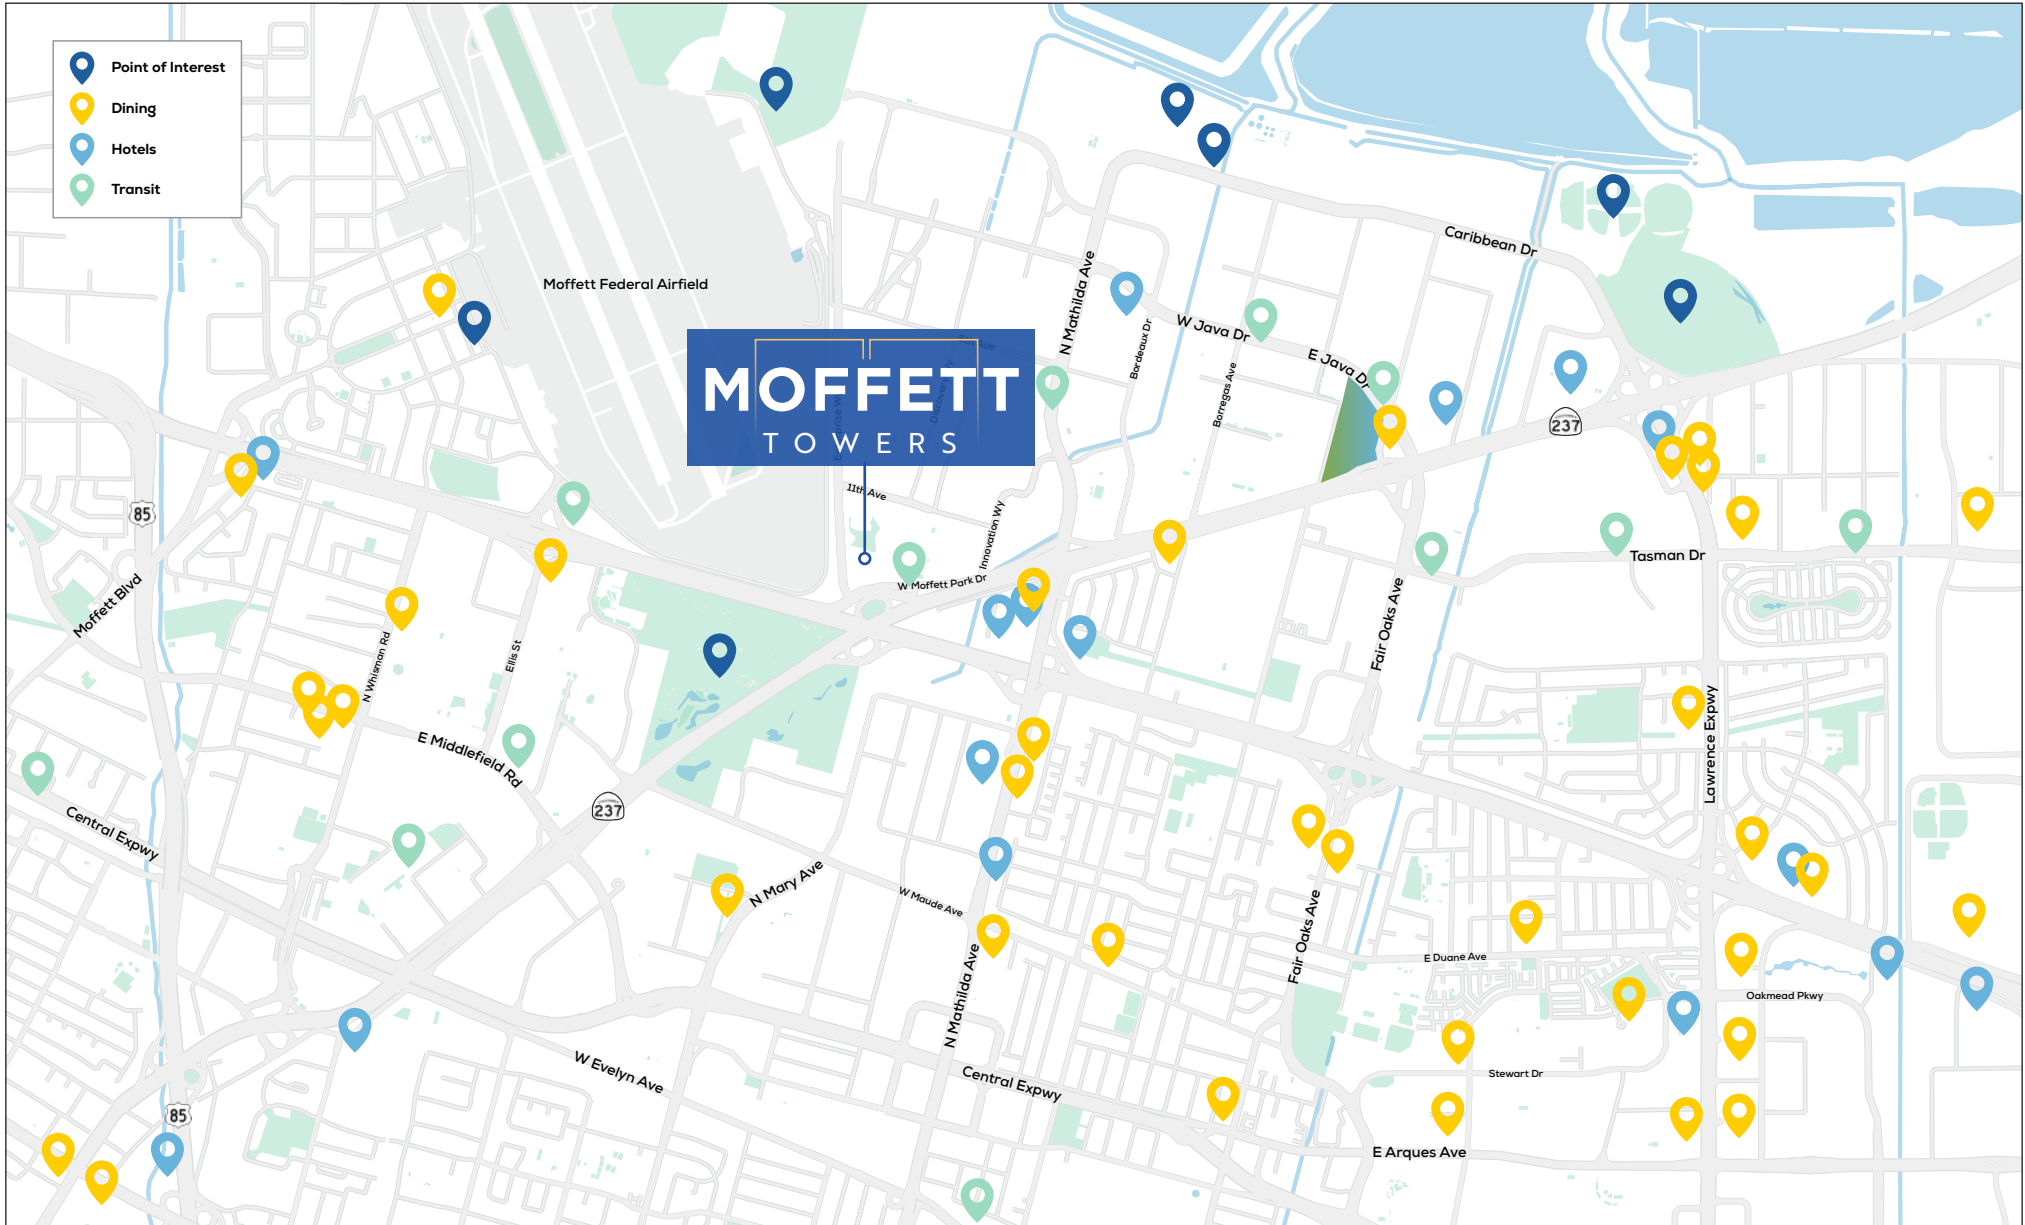 Point of Interest
Dining
Hotels
Transit
Moffett Federal Airfield
MOFFETT
TOWERS
11th Ave
Innovation Wy
W Moffett Park Dr
N Mathilda Ave
Bordeaux Dr
W Java Dr
Borregas Ave
E Java Dr
Caribbean Dr
237
Tasman Dr
Fair Oaks Ave
Lawrence Expwy
85
Moffett Blvd
N Whisman Rd
Ellis St
E Middlefield Rd
237
Central Expwy
N Mary Ave
W Maude Ave
N Mathilda Ave
Fair Oaks Ave
E Duane Ave
Oakmead Pkwy
Stewart Dr
W Evelyn Ave
Central Expwy
85
E Arques Ave